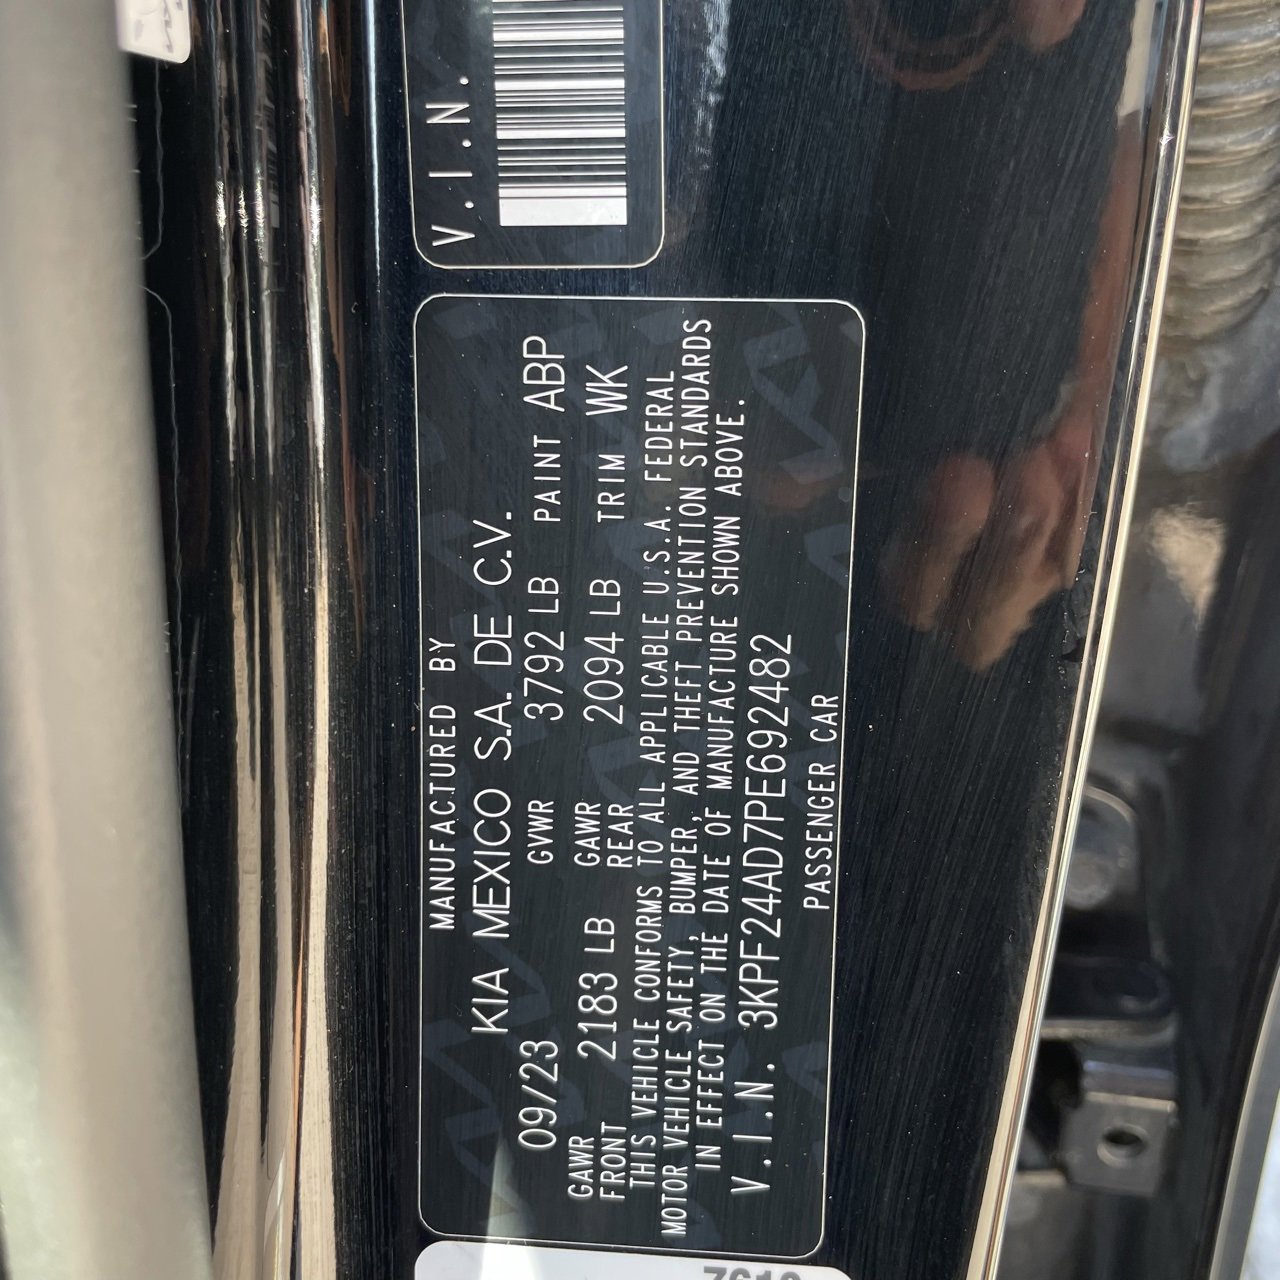 MANUFACTURED BY
KIA MEXICO S.A. DE C.V.
09/23 GVWR 3792 LB PAINT ABP
GAWR FRONT 2183 LB GAWR REAR 2094 LB TRIM WK
THIS VEHICLE CONFORMS TO ALL APPLICABLE U.S.A. FEDERAL
MOTOR VEHICLE SAFETY, BUMPER, AND THEFT PREVENTION STANDARDS
IN EFFECT ON THE DATE OF MANUFACTURE SHOWN ABOVE.
V.I.N. 3KPF24AD7PE692482
PASSENGER CAR
V.I.N.